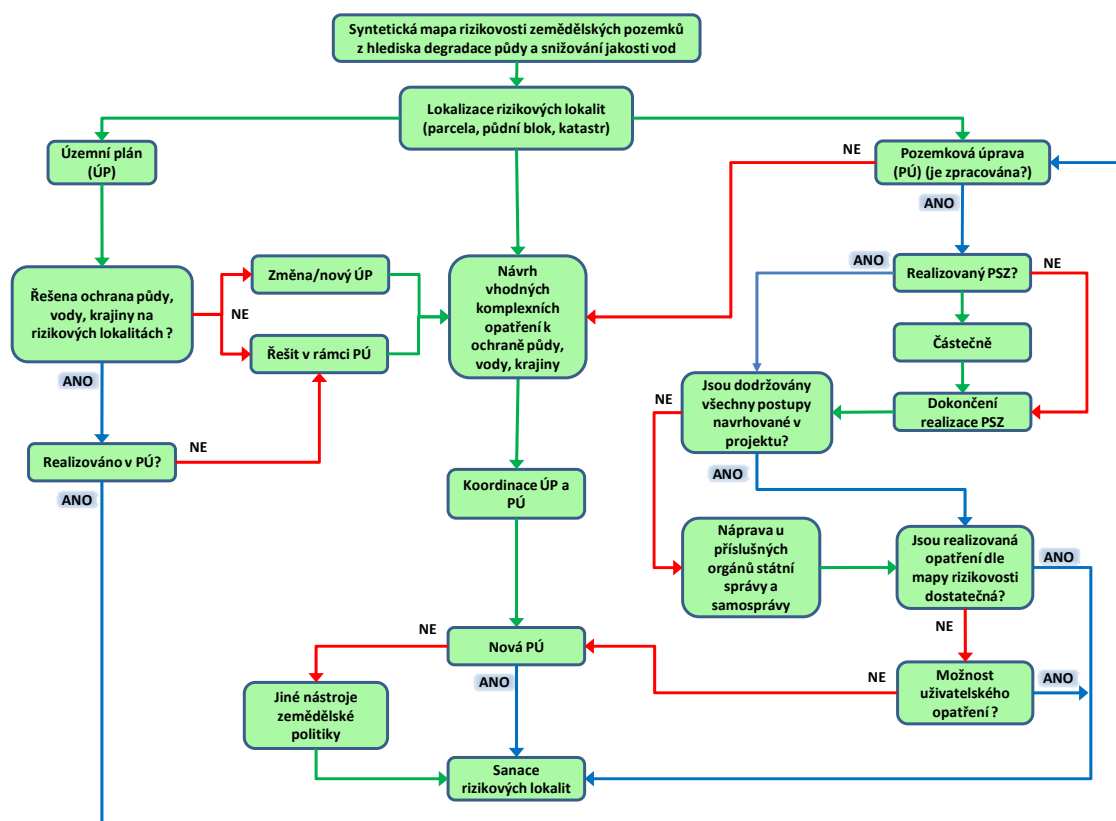 Syntetická mapa rizikovosti zemědělských pozemků
z hlediska degradace půdy a snižování jakosti vod
Lokalizace rizikových lokalit
(parcela, půdní blok, katastr)
Územní plán
(ÚP)
NE
Pozemková úprava
(PÚ) (je zpracována?)
ANO
Řešena ochrana půdy,
vody, krajiny na
rizikových lokalitách ?
NE
Změna/nový ÚP
Řešit v rámci PÚ
Návrh
vhodných
komplexních
opatření k
ochraně půdy,
vody, krajiny
ANO
Realizovaný PSZ?
NE
Částečně
Dokončení
realizace PSZ
NE
Jsou dodržovány
všechny postupy
navrhované v
projektu?
ANO
ANO
Realizováno v PÚ?
NE
ANO
Koordinace ÚP a
PÚ
Náprava u
příslušných
orgánů státní
správy a
samosprávy
Jsou realizovaná
opatření dle
mapy rizikovosti
dostatečná?
ANO
NE
NE
Nová PÚ
ANO
NE
Možnost
uživatelského
opatření ?
ANO
Jiné nástroje
zemědělské
politiky
Sanace
rizikových lokalit